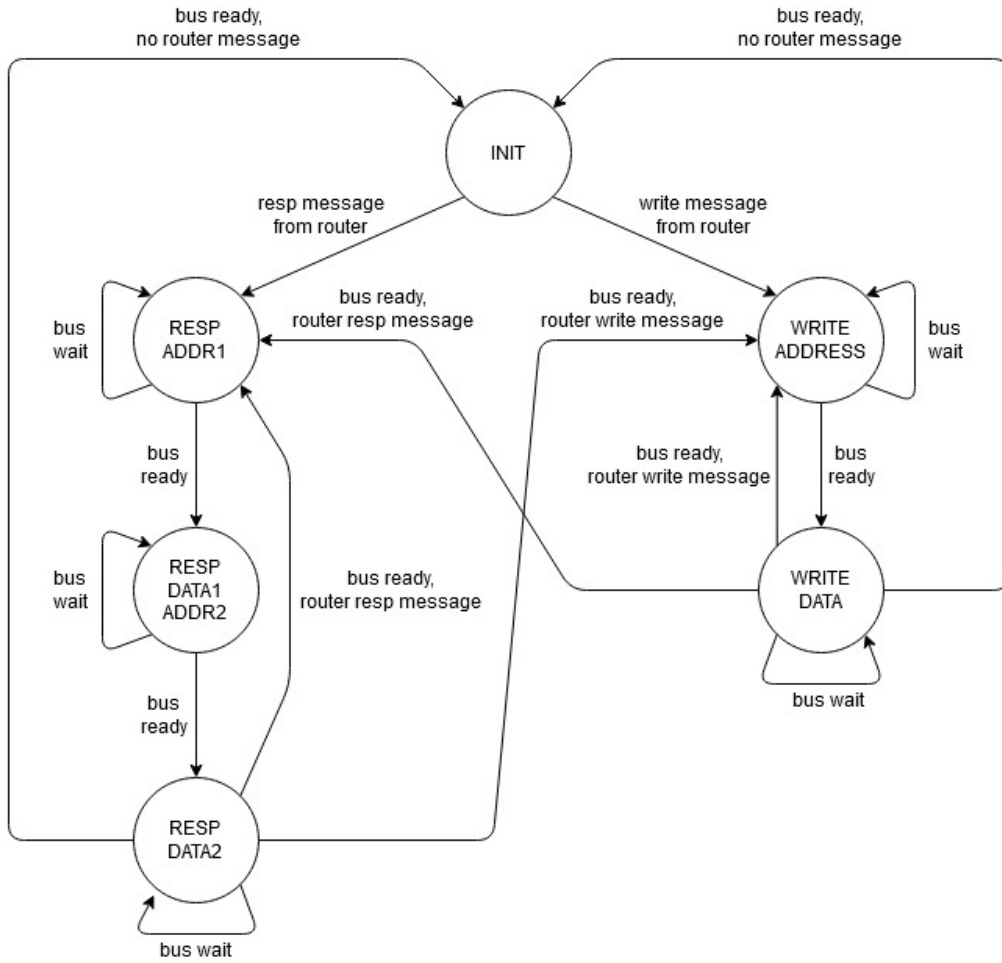 bus ready,
no router message
bus ready,
no router message
INIT
resp message
from router
write message
from router
bus
wait
RESP
ADDR1
bus ready,
router resp message
bus ready,
router write message
WRITE
ADDRESS
bus
wait
bus
ready
bus ready,
router write message
bus
ready
bus
wait
RESP
DATA1
ADDR2
bus ready,
router resp message
WRITE
DATA
bus wait
bus
ready
RESP
DATA2
bus wait